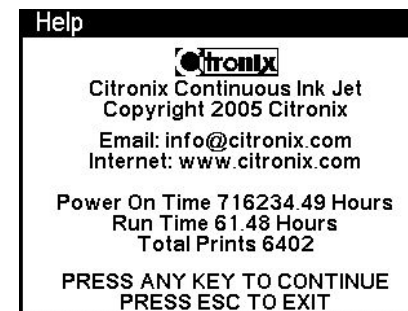 Help
Citronix
Citronix Continuous Ink Jet
Copyright 2005 Citronix
Email: info@citronix.com
Internet: www.citronix.com
Power On Time 716234.49 Hours
Run Time 61.48 Hours
Total Prints 6402
PRESS ANY KEY TO CONTINUE
PRESS ESC TO EXIT